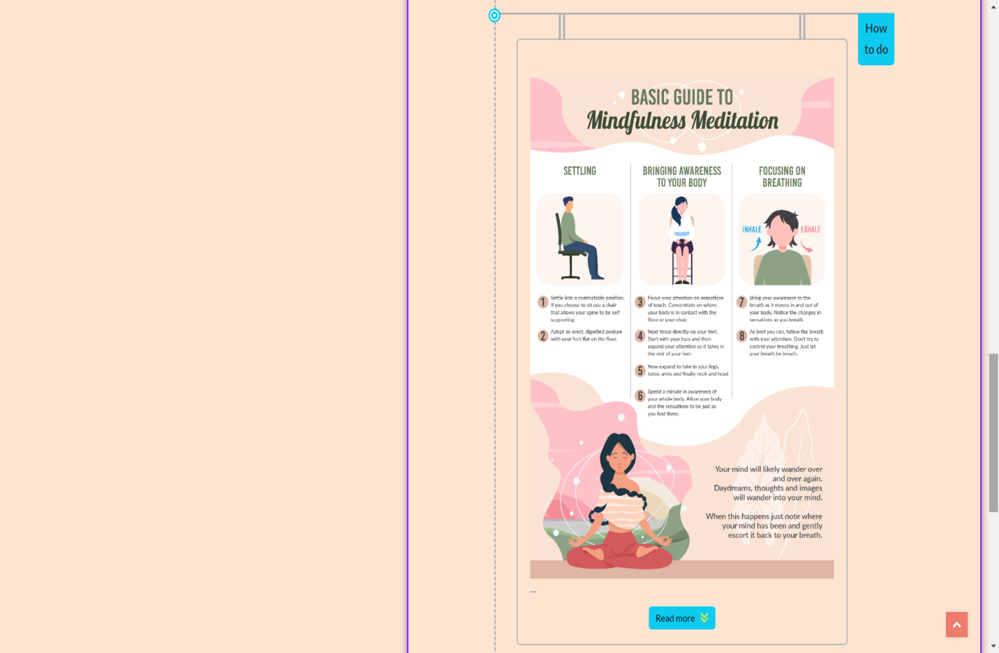 How
to do
BASIC GUIDE TO
Mindfulness Meditation
SETTLING
BRINGING AWARENESS
TO YOUR BODY
FOCUSING ON
BREATHING
INHALE
EXHALE
1
Settle into a comfortable position.
If you choose to sit use a chair
that allows your spine to be self
supporting
2
Adopt an erect, dignified posture
with your feet flat on the floor.
3
Focus your attention on sensations
of touch. Concentrate on where
your body is in contact with the
floor or your chair.
4
Next focus directly on your feet.
Start with your toes and then
expand your attention so it takes in
the rest of your feet.
5
Now expand to take in your legs,
torso, arms and finally neck and head.
6
Spend a minute in awareness of
your whole body. Allow your body
and the sensations to be just as
you find them.
7
Bring your awareness to the
breath as it moves in and out of
your body. Notice the changes in
sensations as you breath
8
As best you can, follow the breath
with your attention. Don't try to
control your breathing. Just let
your breath be breath.
Your mind will likely wander over
and over again.
Daydreams, thoughts and images
will wander into your mind.
When this happens just note where
your mind has been and gently
escort it back to your breath.
...
Read more